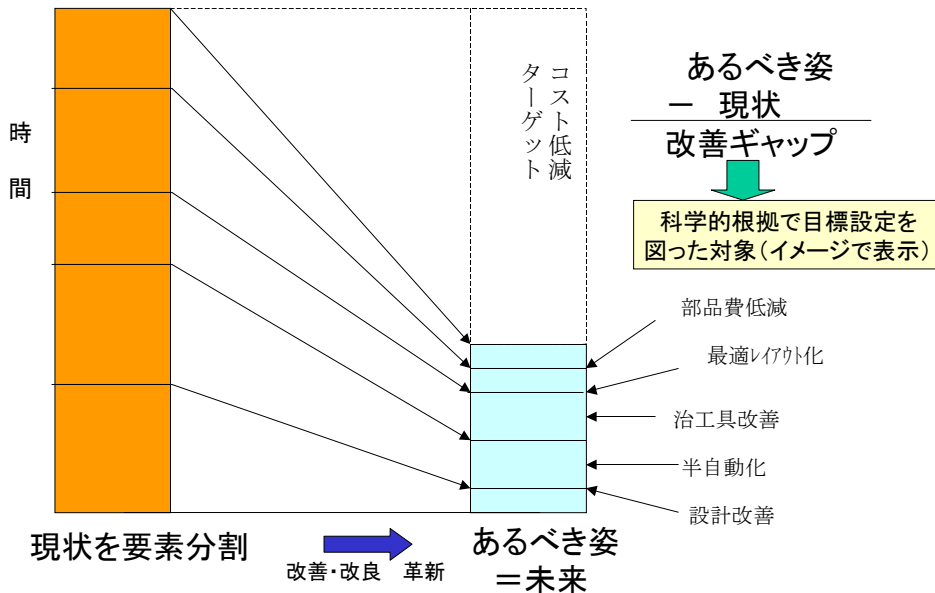 時
間
コスト低減
ターゲット
あるべき姿
－ 現状
改善ギャップ
科学的根拠で目標設定を
図った対象（イメージで表示）
部品費低減
最適ﾚｲｱｳﾄ化
治工具改善
半自動化
設計改善
現状を要素分割
改善・改良 革新
あるべき姿
＝未来